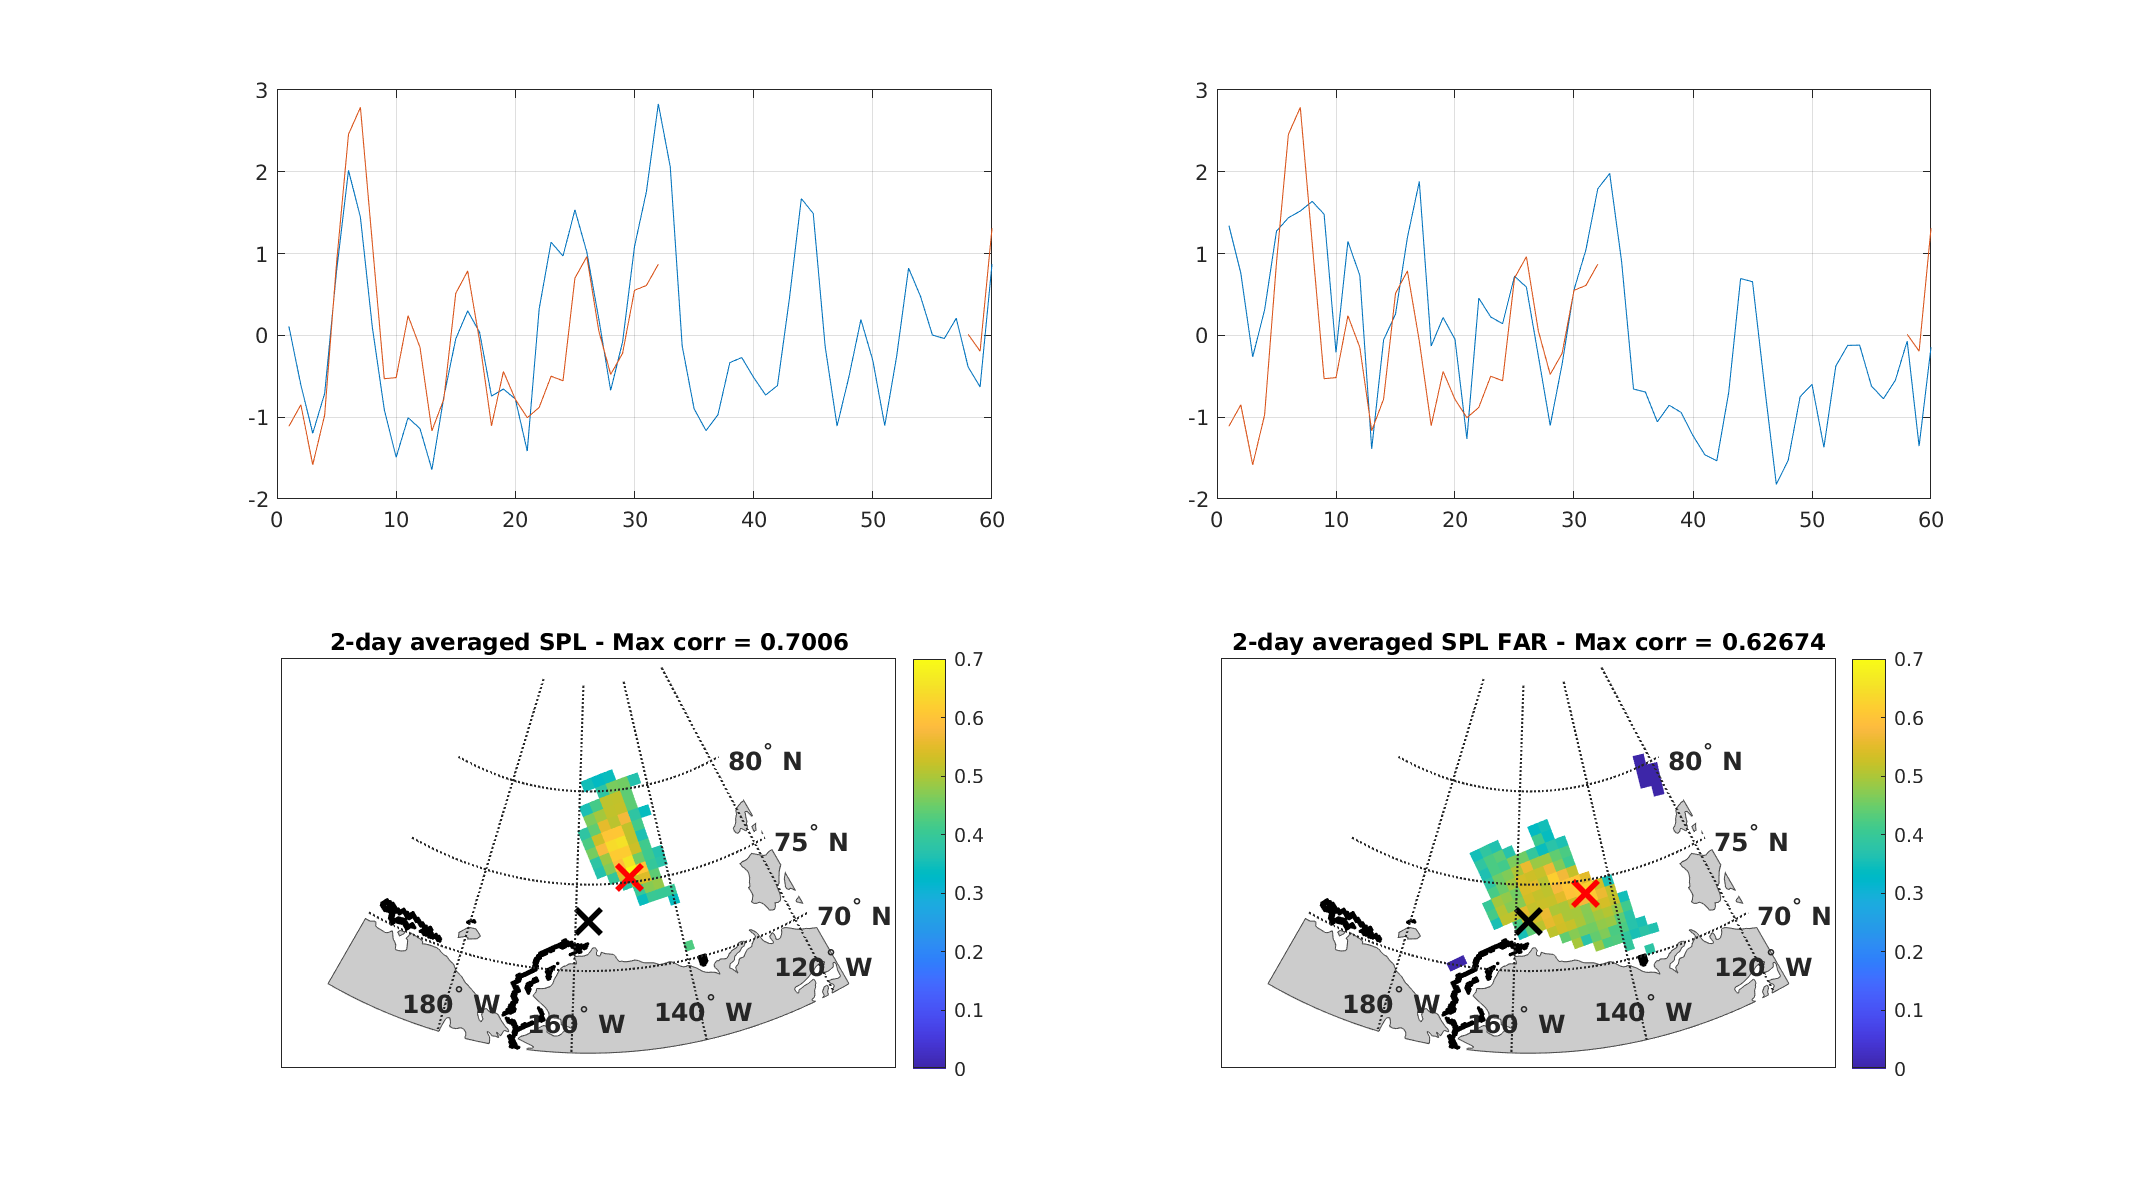 3
2
1
0
-1
-2
0 10 20 30 40 50 60
3
2
1
0
-1
-2
0 10 20 30 40 50 60
2-day averaged SPL - Max corr = 0.7006
80° N
75° N
70° N
120° W
180° W
160° W
140° W
0.7
0.6
0.5
0.4
0.3
0.2
0.1
0
2-day averaged SPL FAR - Max corr = 0.62674
80° N
75° N
70° N
120° W
180° W
160° W
140° W
0.7
0.6
0.5
0.4
0.3
0.2
0.1
0